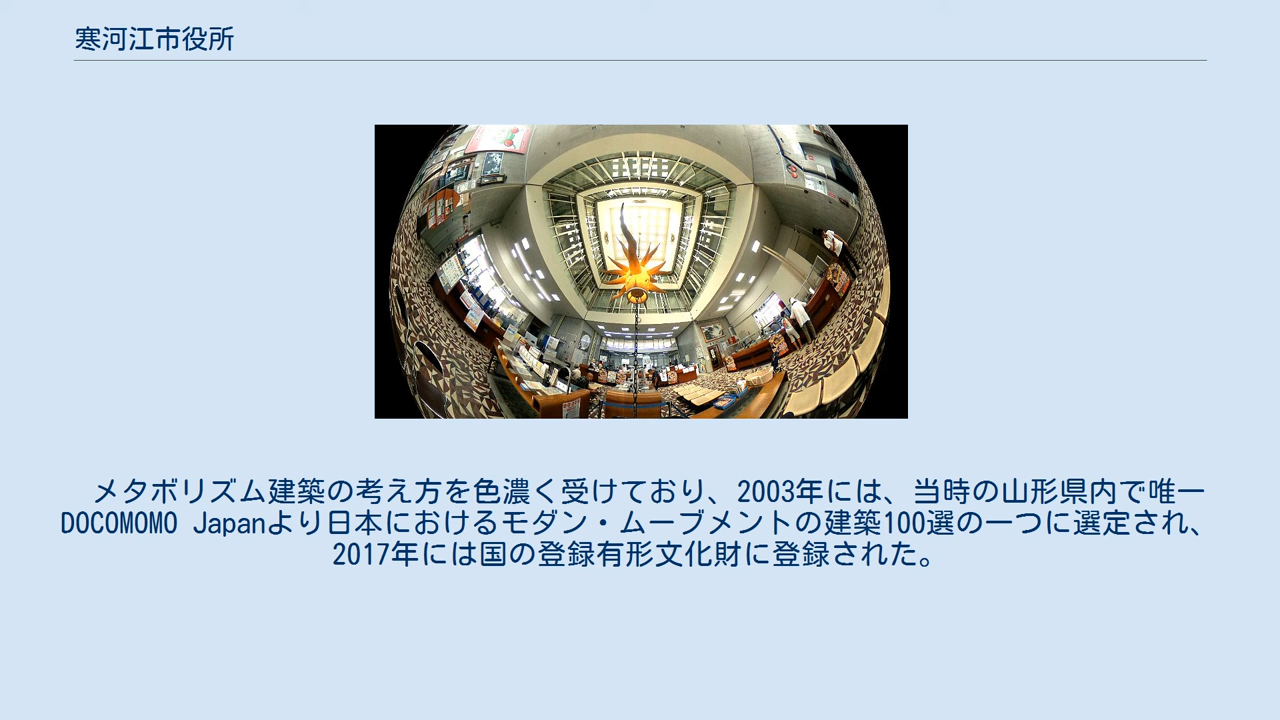 寒河江市役所
メタボリズム建築の考え方を色濃く受けており、2003年には、当時の山形県内で唯一
DOCOMOMO Japanより日本におけるモダン・ムーブメントの建築100選の一つに選定され、
2017年には国の登録有形文化財に登録された。